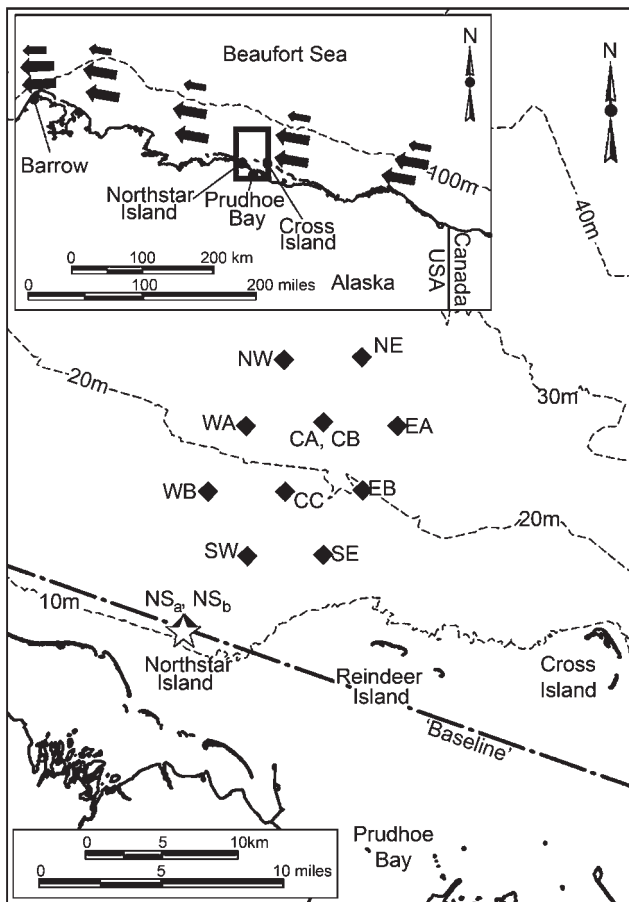 N
Beaufort Sea
N
Barrow
100m
Northstar
Island
Prudhoe
Bay
Cross
Island
0 100 200 km
0 100 200 miles
Alaska
Canada
USA
40m
NW
NE
20m
30m
WA
CA, CB
EA
WB
CC
EB
20m
SW
SE
10m
NSa, NSb
Northstar
Island
Reindeer
Island
Cross
Island
'Baseline'
0 5 10km
0 5 10 miles
Prudhoe
Bay